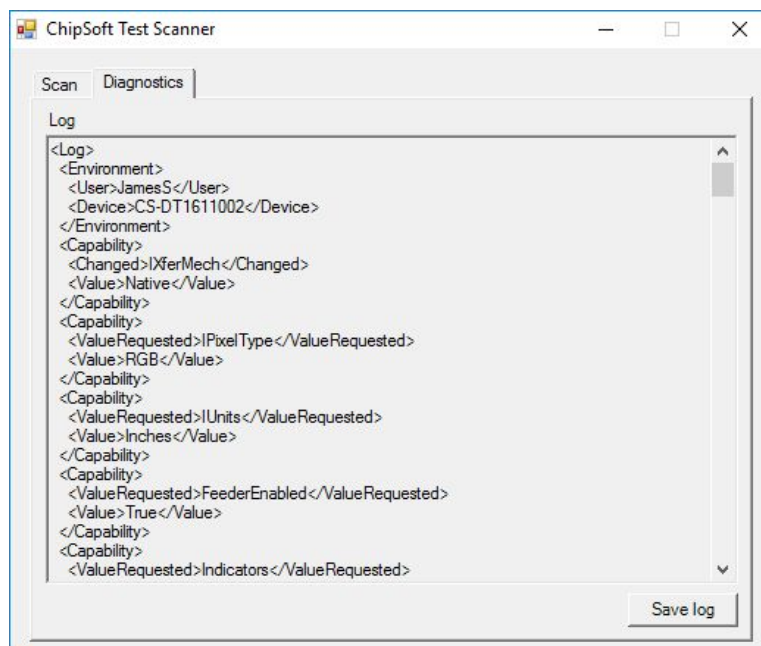 ChipSoft Test Scanner
Scan Diagnostics
Log
<Log>
<Environment>
<User>JamesS</User>
<Device>CS-DT1611002</Device>
</Environment>
<Capability>
<Changed>IXferMech</Changed>
<Value>Native</Value>
</Capability>
<Capability>
<ValueRequested>IPixelType</ValueRequested>
<Value>RGB</Value>
</Capability>
<Capability>
<ValueRequested>IUnits</ValueRequested>
<Value>Inches</Value>
</Capability>
<Capability>
<ValueRequested>FeederEnabled</ValueRequested>
<Value>True</Value>
</Capability>
<Capability>
<ValueRequested>Indicators</ValueRequested>
Save log